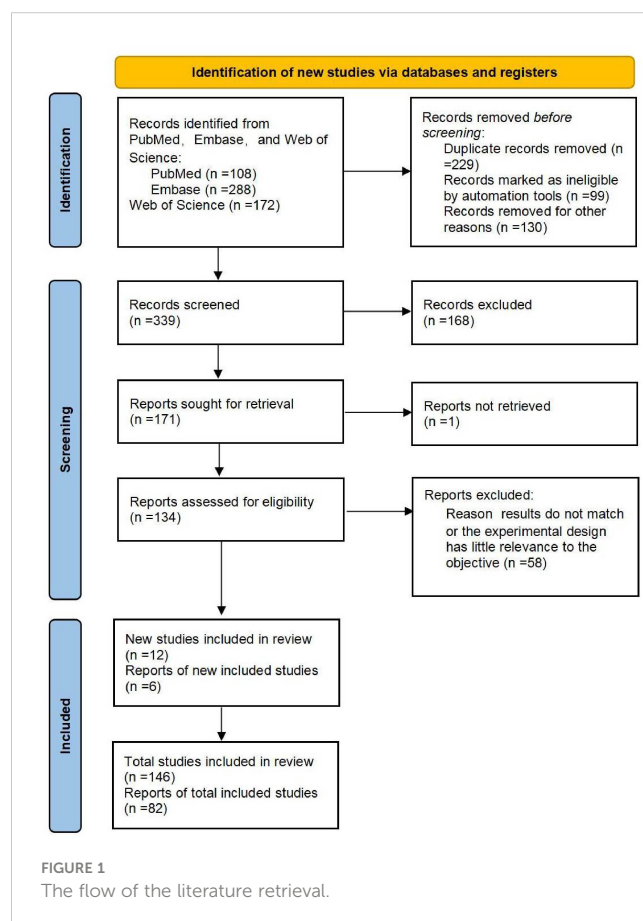 Identification of new studies via databases and registers
Identification
Records identified from
PubMed, Embase, and Web of
Science:
PubMed (n =108)
Embase (n =288)
Web of Science (n =172)
Records removed before
screening:
Duplicate records removed (n
=229)
Records marked as ineligible
by automation tools (n =99)
Records removed for other
reasons (n =130)
Screening
Records screened
(n =339)
Records excluded
(n =168)
Reports sought for retrieval
(n =171)
Reports not retrieved
(n =1)
Reports assessed for eligibility
(n =134)
Reports excluded:
Reason results do not match
or the experimental design
has little relevance to the
objective (n =58)
Included
New studies included in review
(n =12)
Reports of new included studies
(n =6)
Total studies included in review
(n =146)
Reports of total included studies
(n =82)
FIGURE 1
The flow of the literature retrieval.